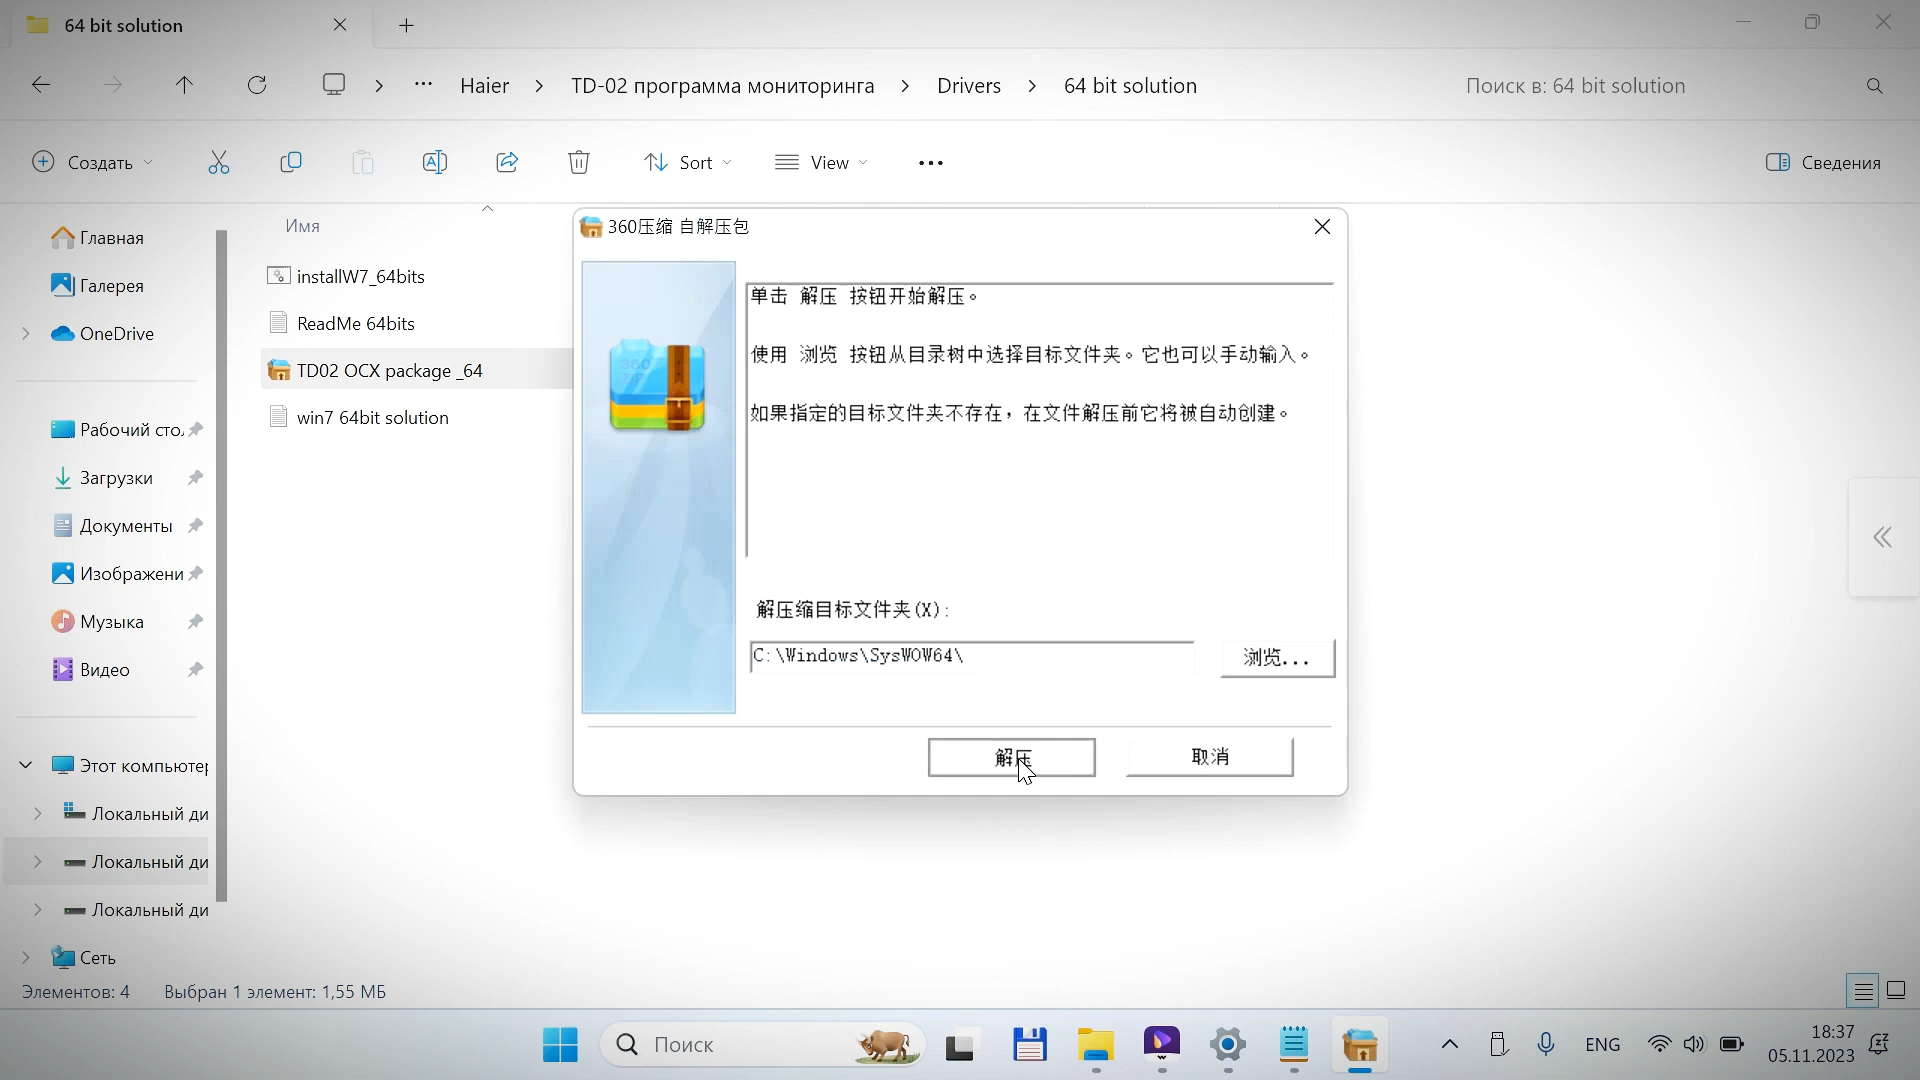 64 bit solution
Haier > TD-02 программа мониторинга > Drivers > 64 bit solution
Поиск в: 64 bit solution
Создать
Sort
View
Сведения
Главная
Галерея
OneDrive
Рабочий сто
Загрузки
Документы
Изображени
Музыка
Видео
Этот компьютер
Локальный ди
Локальный ди
Локальный ди
Сеть
Имя
installW7_64bits
ReadMe 64bits
TD02 OCX package _64
win7 64bit solution
360压缩 自解压包
单击 解压 按钮开始解压。
使用 浏览 按钮从目录树中选择目标文件夹。它也可以手动输入。
如果指定的目标文件夹不存在，在文件解压前它将被自动创建。
解压缩目标文件夹(X):
C:\Windows\SysWOW64\
浏览...
解压
取消
Элементов: 4
Выбран 1 элемент: 1,55 МБ
Поиск
ENG
18:37
05.11.2023